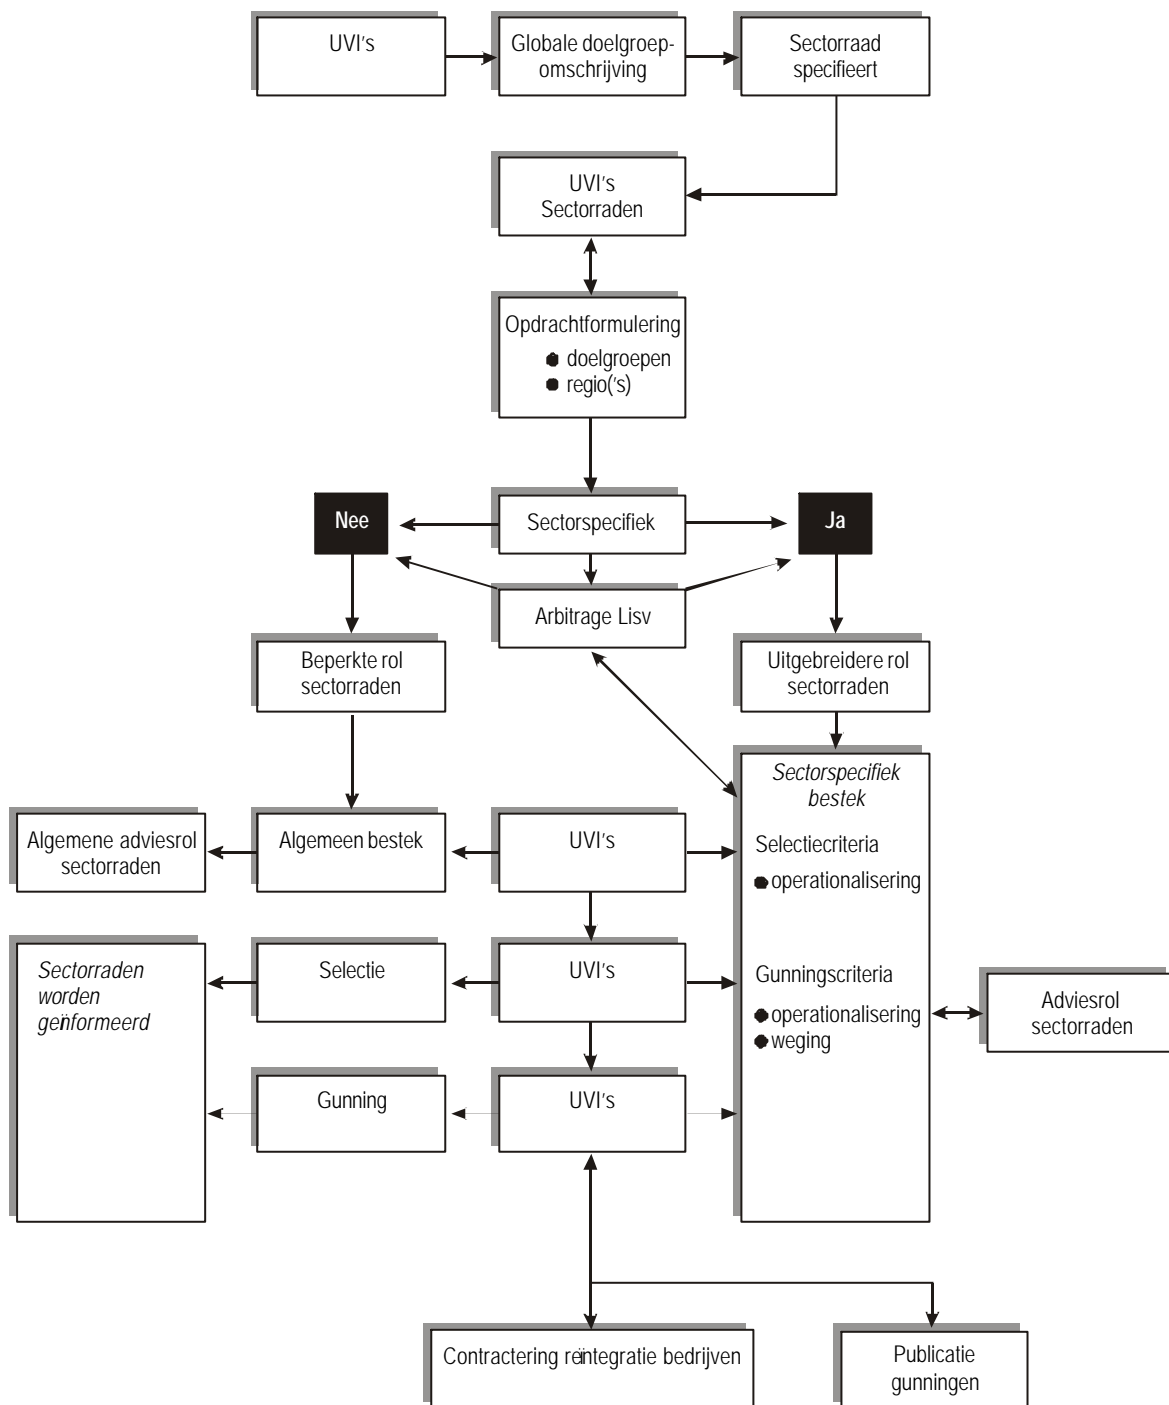 UVI's
Globale doelgroep-
omschrijving
Sectorraad
specifieert
UVI's
Sectorraden
Opdrachtformulering
● doelgroepen
● regio('s)
Nee
Sectorspecifiek
Ja
Arbitrage Lisv
Beperkte rol
sectorraden
Uitgebreidere rol
sectorraden
Sectorspecifiek
bestek
Selectiecriteria
● operationalisering
Gunningscriteria
● operationalisering
● weging
Algemene adviesrol
sectorraden
Algemeen bestek
UVI's
Sectorraden
worden
geïnformeerd
Selectie
UVI's
Adviesrol
sectorraden
Gunning
UVI's
Contractering reïntegratie bedrijven
Publicatie
gunningen